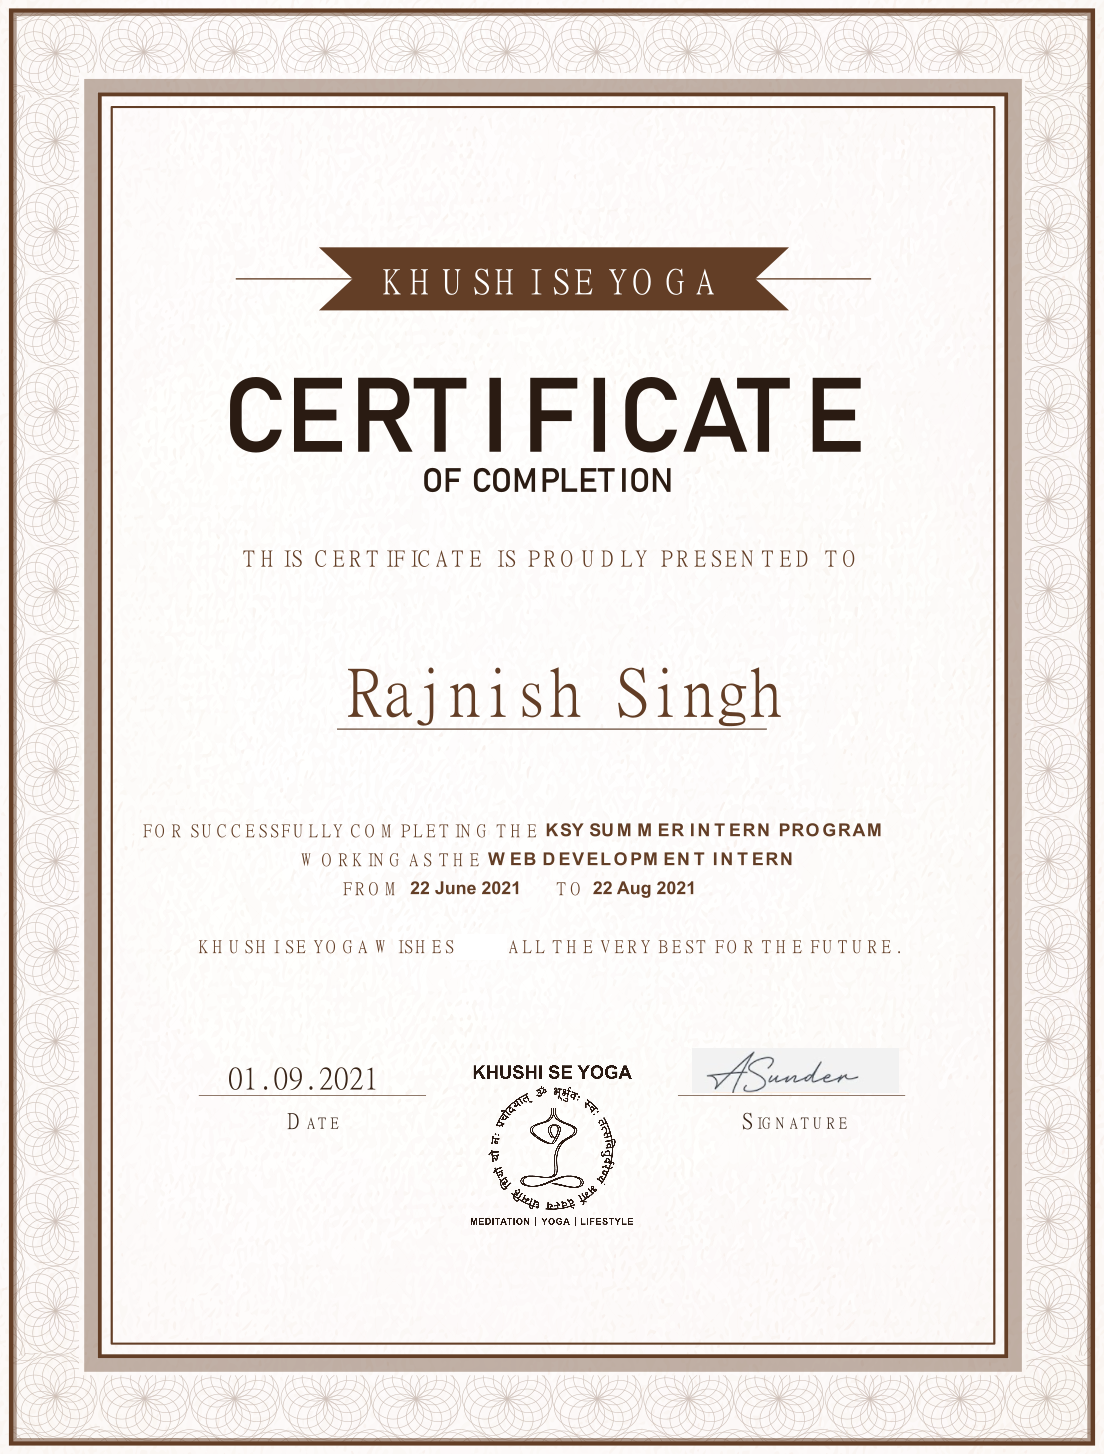 KHUSHI SE YOGA
CERTIFICATE
OF COMPLETION
THIS CERTIFICATE IS PROUDLY PRESENTED TO
Rajnish Singh
FOR SUCCESSFULLY COMPLETING THE KSY SUMMER INTERN PROGRAM
WORKING AS THE WEB DEVELOPMENT INTERN
FROM 22 June 2021 TO 22 Aug 2021
KHUSHI SE YOGA WISHES ALL THE VERY BEST FOR THE FUTURE.
01.09.2021
DATE
KHUSHI SE YOGA
ॐ भूर्भुवः स्वः तत्सवितुर्वरेण्यं भर्गो देवस्य धीमहि धियो यो नः प्रचोदयात्
MEDITATION | YOGA | LIFESTYLE
ASunder
SIGNATURE